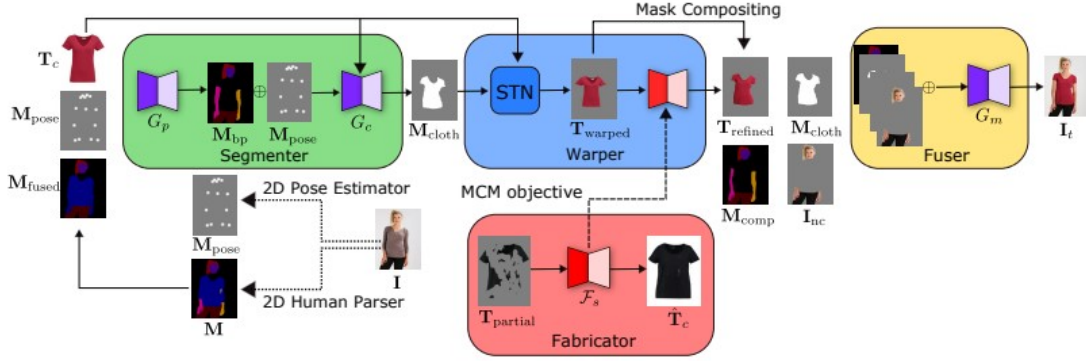 Mask Compositing
T_c
M_pose
M_fused
G_p
M_bp
⊕
M_pose
G_c
Segmenter
M_cloth
STN
T_warped
Warper
T_refined
M_cloth
M_comp
I_nc
⊕
G_m
Fuser
I_t
2D Pose Estimator
M_pose
I
2D Human Parser
M
MCM objective
T_partial
F_s
T̂_c
Fabricator